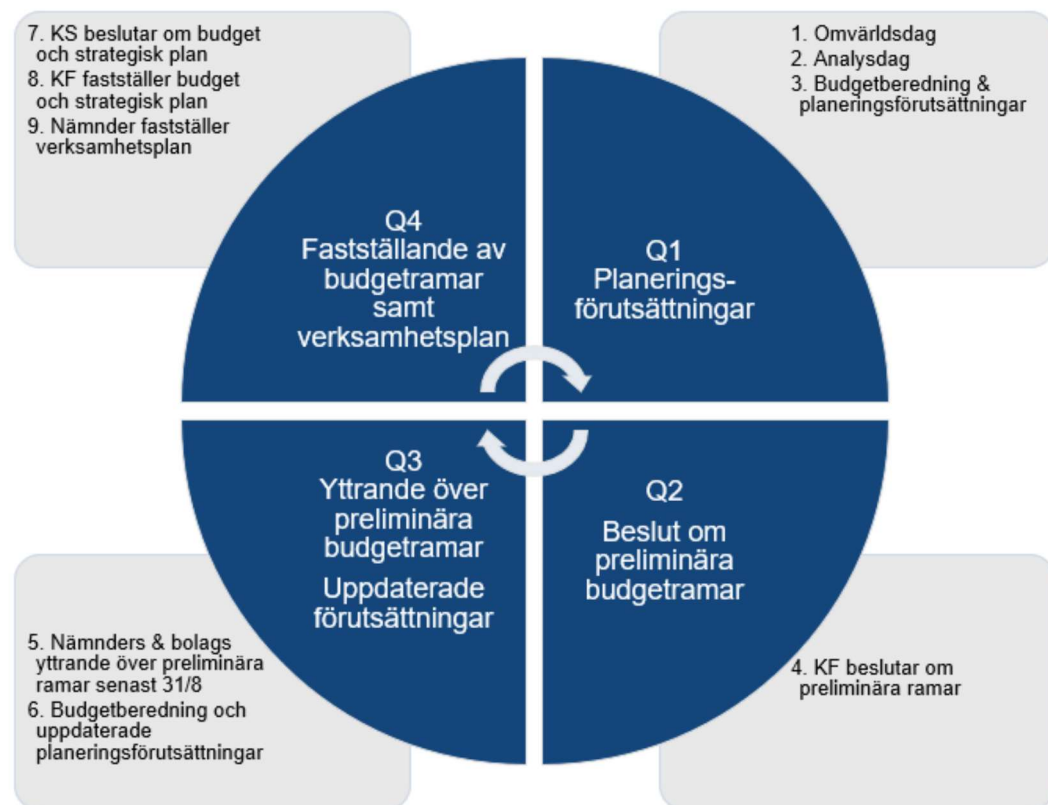 7. KS beslutar om budget
och strategisk plan
8. KF fastställer budget
och strategisk plan
9. Nämnder fastställer
verksamhetsplan
1. Omvärldsdag
2. Analysdag
3. Budgetberedning &
planeringsförutsättningar
Q4
Fastställande av
budgetramar
samt
verksamhetsplan
Q1
Planerings-
förutsättningar
Q3
Yttrande över
preliminära
budgetramar
Uppdaterade
förutsättningar
Q2
Beslut om
preliminära
budgetramar
5. Nämnders & bolags
yttrande över preliminära
ramar senast 31/8
6. Budgetberedning och
uppdaterade
planeringsförutsättningar
4. KF beslutar om
preliminära ramar